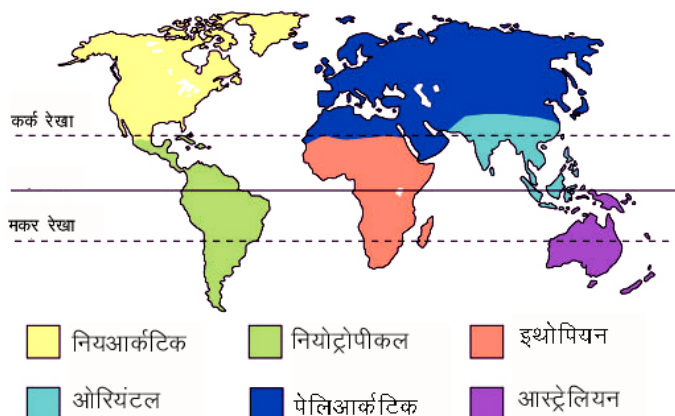 कर्क रेखा
मकर रेखा
नियआर्कटिक
नियोट्रोपीकल
इथोपियन
ओरियंटल
पेलिआर्कटिक
आस्ट्रेलियन